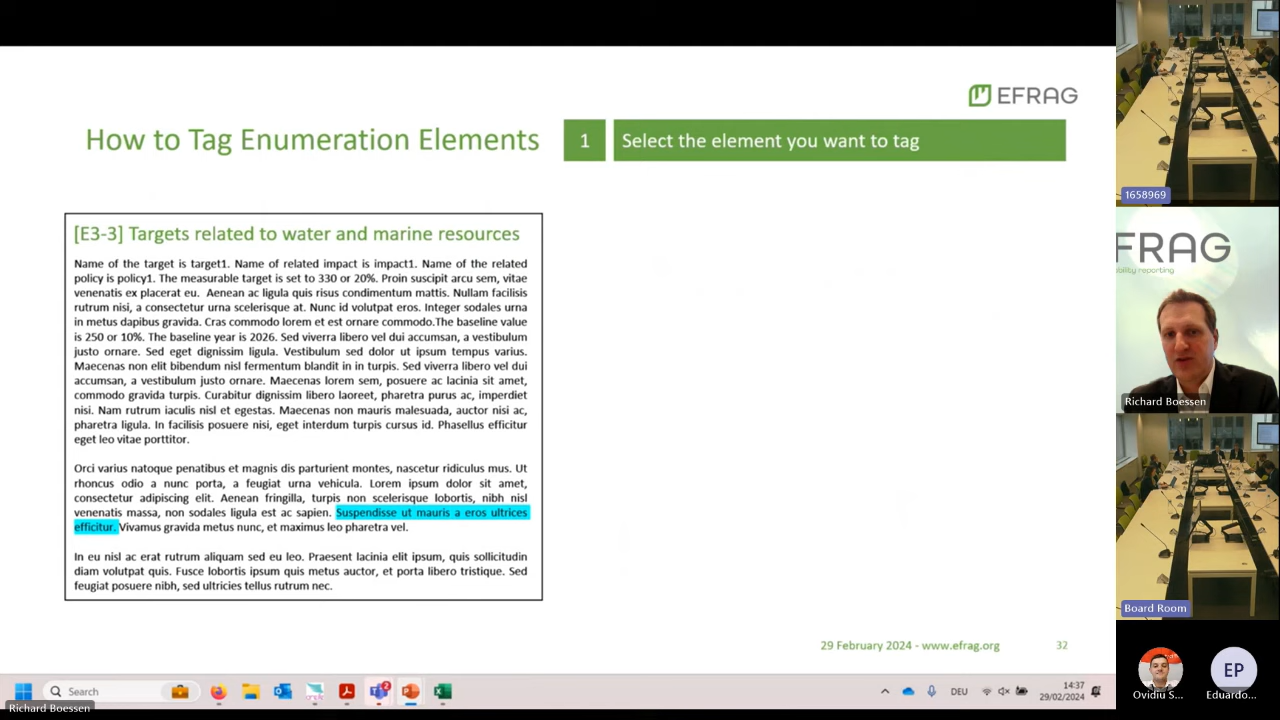 EFRAG
How to Tag Enumeration Elements
1
Select the element you want to tag
[E3-3] Targets related to water and marine resources
Name of the target is target1. Name of related impact is impact1. Name of the related
policy is policy1. The measurable target is set to 330 or 20%. Proin suscipit arcu sem, vitae
venenatis ex placerat eu. Aenean ac ligula quis risus condimentum mattis. Nullam facilisis
rutrum nisi, a consectetur urna scelerisque at. Nunc id volutpat eros. Integer sodales urna
in metus dapibus gravida. Cras commodo lorem et est ornare commodo.The baseline value
is 250 or 10%. The baseline year is 2026. Sed viverra libero vel dui accumsan, a vestibulum
justo ornare. Sed eget dignissim ligula. Vestibulum sed dolor ut ipsum tempus varius.
Maecenas non elit bibendum nisl fermentum blandit in in turpis. Sed viverra libero vel dui
accumsan, a vestibulum justo ornare. Maecenas lorem sem, posuere ac lacinia sit amet,
commodo gravida turpis. Curabitur dignissim libero laoreet, pharetra purus ac, imperdiet
nisi. Nam rutrum iaculis nisl et egestas. Maecenas non mauris malesuada, auctor nisi ac,
pharetra ligula. In facilisis posuere nisi, eget interdum turpis cursus id. Phasellus efficitur
eget leo vitae porttitor.
Orci varius natoque penatibus et magnis dis parturient montes, nascetur ridiculus mus. Ut
rhoncus odio a nunc porta, a feugiat urna vehicula. Lorem ipsum dolor sit amet,
consectetur adipiscing elit. Aenean fringilla, turpis non scelerisque lobortis, nibh nisl
venenatis massa, non sodales ligula est ac sapien. Suspendisse ut mauris a eros ultrices
efficitur. Vivamus gravida metus nunc, et maximus leo pharetra vel.
In eu nisl ac erat rutrum aliquam sed eu leo. Praesent lacinia elit ipsum, quis sollicitudin
diam volutpat quis. Fusce lobortis ipsum quis metus auctor, et porta libero tristique. Sed
feugiat posuere nibh, sed ultricies tellus rutrum nec.
29 February 2024 - www.efrag.org
32
Search
DEU
14:37
29/02/2024
Richard Boessen
1658969
FRAG
bility reporting
Richard Boessen
Board Room
EP
Ovidiu S...
Eduardo...